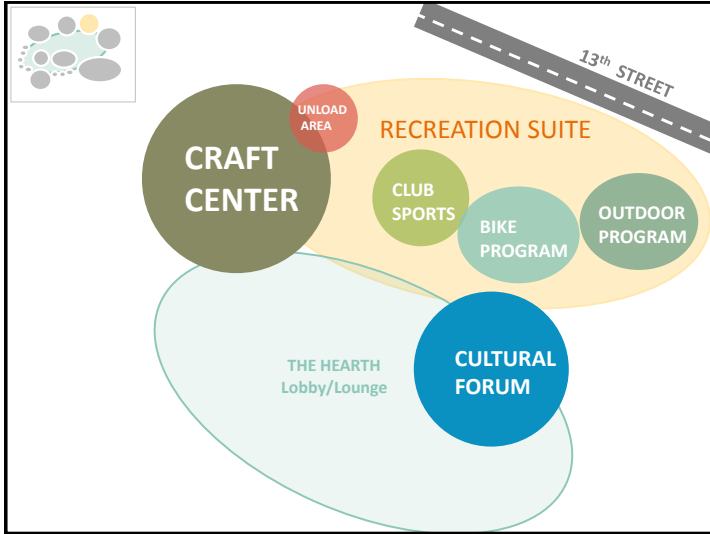 13th STREET
UNLOAD
AREA
RECREATION SUITE
CRAFT
CENTER
CLUB
SPORTS
BIKE
PROGRAM
OUTDOOR
PROGRAM
THE HEARTH
Lobby/Lounge
CULTURAL
FORUM